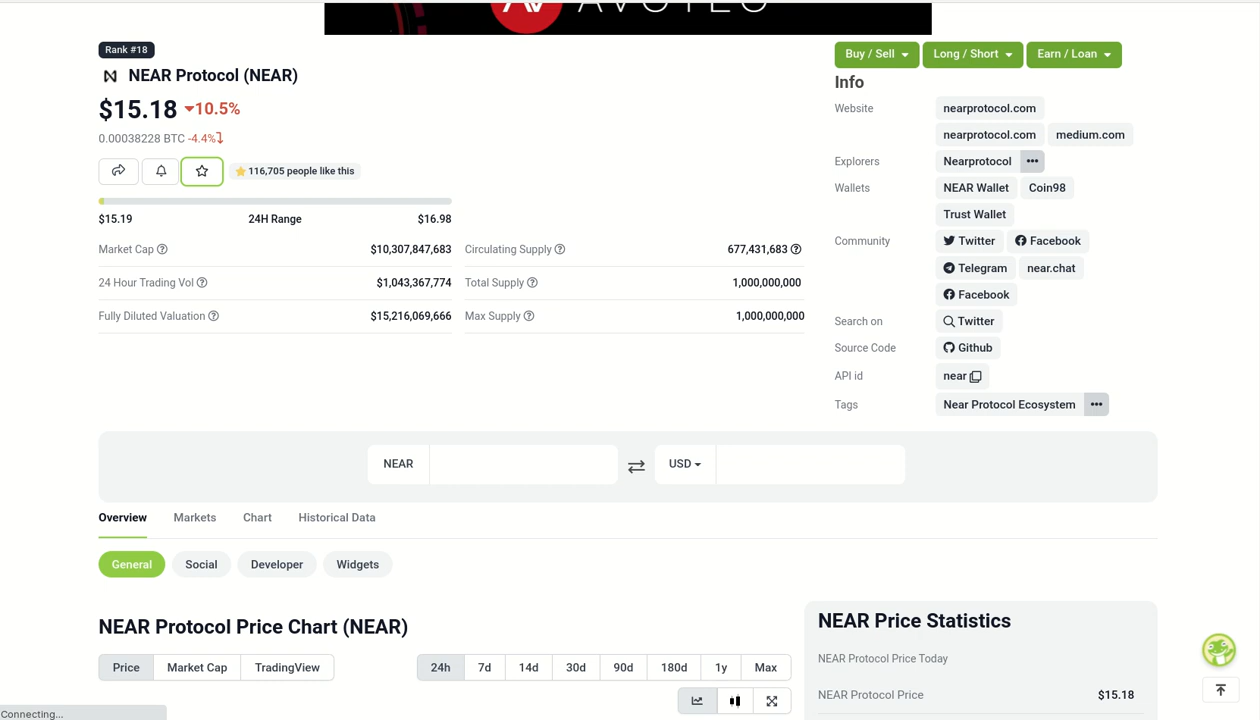 Rank #18
NEAR Protocol (NEAR)
$15.18 10.5%
0.00038228 BTC -4.4%
116,705 people like this
$15.19 24H Range $16.98
Market Cap $10,307,847,683 Circulating Supply 677,431,683
24 Hour Trading Vol $1,043,367,774 Total Supply 1,000,000,000
Fully Diluted Valuation $15,216,069,666 Max Supply 1,000,000,000
Buy / Sell Long / Short Earn / Loan
Info
Website nearprotocol.com
nearprotocol.com medium.com
Explorers Nearprotocol •••
Wallets NEAR Wallet Coin98
Trust Wallet
Community Twitter Facebook
Telegram near.chat
Facebook
Search on Twitter
Source Code Github
API id near
Tags Near Protocol Ecosystem •••
NEAR USD
Overview Markets Chart Historical Data
General Social Developer Widgets
NEAR Protocol Price Chart (NEAR)
Price Market Cap TradingView 24h 7d 14d 30d 90d 180d 1y Max
NEAR Price Statistics
NEAR Protocol Price Today
NEAR Protocol Price $15.18
Connecting...